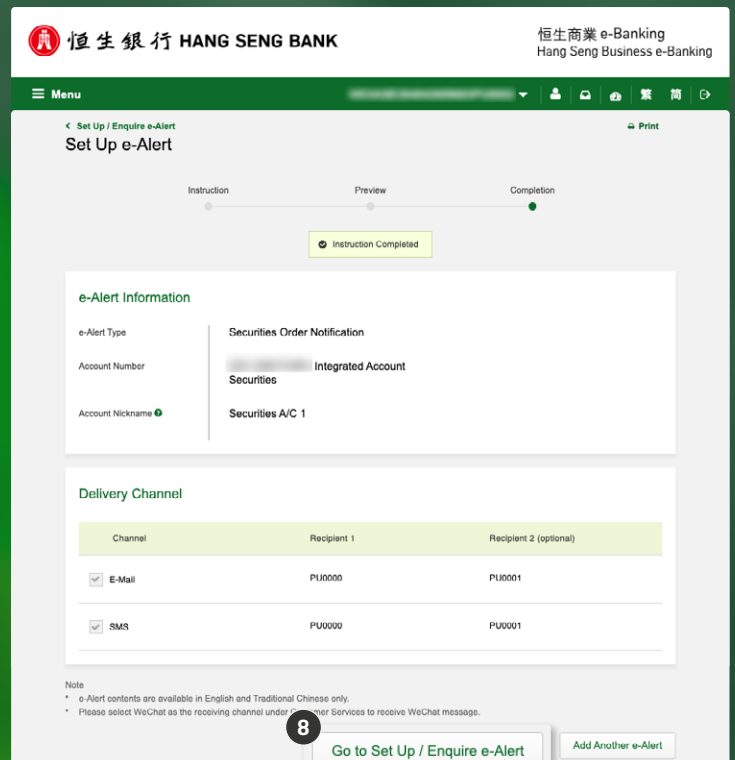 恒生銀行 HANG SENG BANK
恒生商業 e-Banking
Hang Seng Business e-Banking
Menu
繁 简
Set Up / Enquire e-Alert
Print
Set Up e-Alert
Instruction Preview Completion
Instruction Completed
e-Alert Information
e-Alert Type Securities Order Notification
Account Number Integrated Account
Securities
Account Nickname ? Securities A/C 1
Delivery Channel
Channel Recipient 1 Recipient 2 (optional)
E-Mail PU0000 PU0001
SMS PU0000 PU0001
Note
* e-Alert contents are available in English and Traditional Chinese only.
* Please select WeChat as the receiving channel under Customer Services to receive WeChat message.
8
Go to Set Up / Enquire e-Alert
Add Another e-Alert